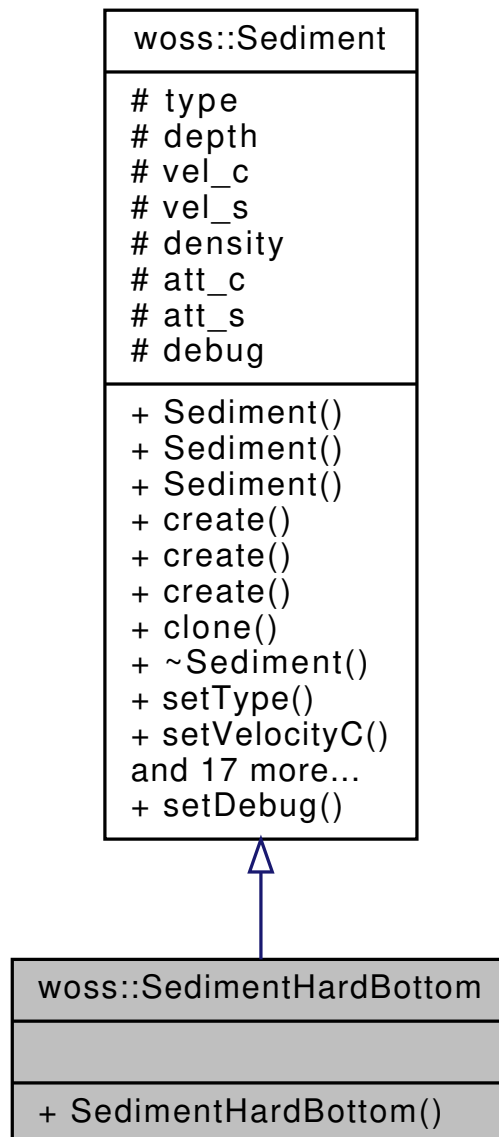 woss::Sediment
# type
# depth
# vel_c
# vel_s
# density
# att_c
# att_s
# debug
+ Sediment()
+ Sediment()
+ Sediment()
+ create()
+ create()
+ create()
+ clone()
+ ~Sediment()
+ setType()
+ setVelocityC()
and 17 more...
+ setDebug()
woss::SedimentHardBottom
+ SedimentHardBottom()